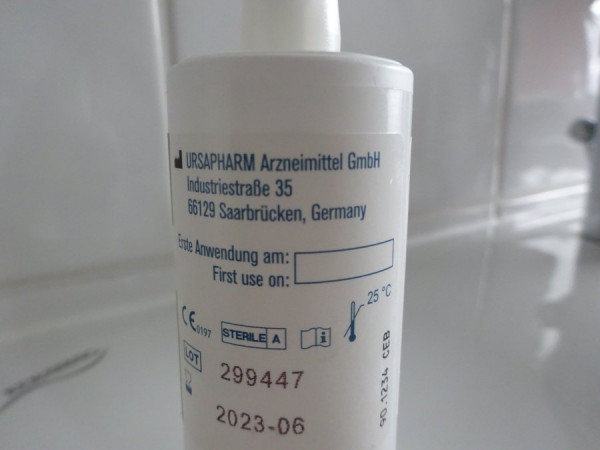 URSAPHARM Arzneimittel GmbH
Industriestraße 35
66129 Saarbrücken, Germany
Erste Anwendung am:
First use on:
25 °C
CE 0197
STERILE A
i
LOT
299447
2023-06
90.1234 CEB